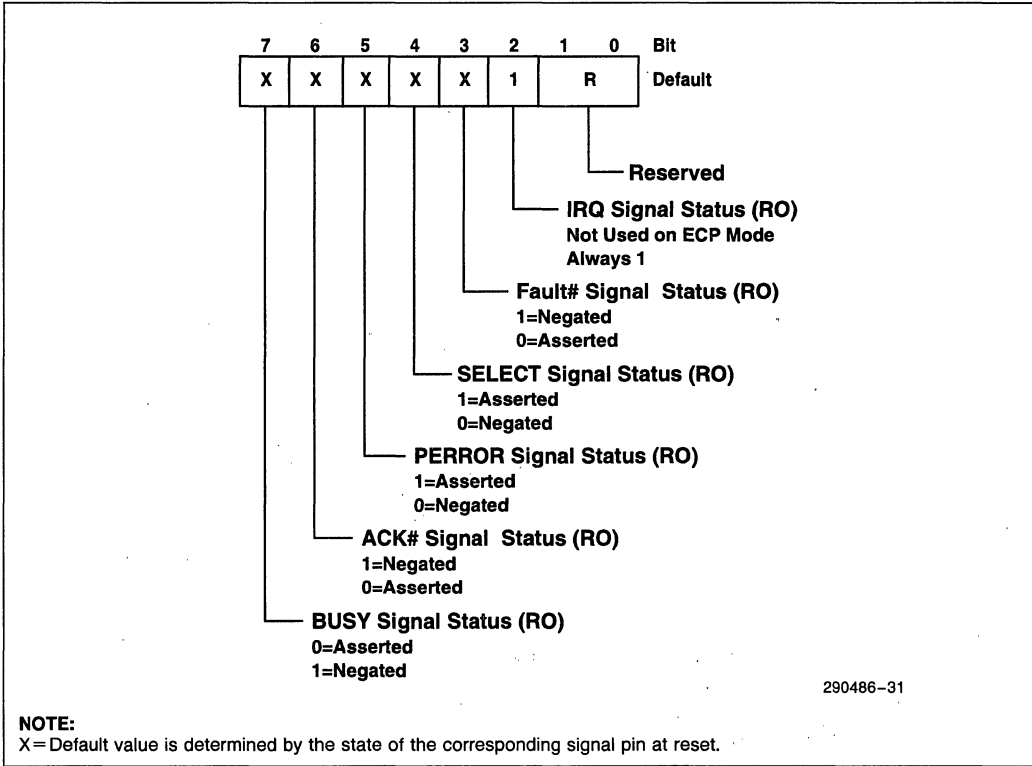 7 6 5 4 3 2 1 0 Bit
X X X X X 1 R Default
Reserved
IRQ Signal Status (RO)
Not Used on ECP Mode
Always 1
Fault# Signal Status (RO)
1=Negated
0=Asserted
SELECT Signal Status (RO)
1=Asserted
0=Negated
PERROR Signal Status (RO)
1=Asserted
0=Negated
ACK# Signal Status (RO)
1=Negated
0=Asserted
BUSY Signal Status (RO)
0=Asserted
1=Negated
290486–31
NOTE:
X=Default value is determined by the state of the corresponding signal pin at reset.